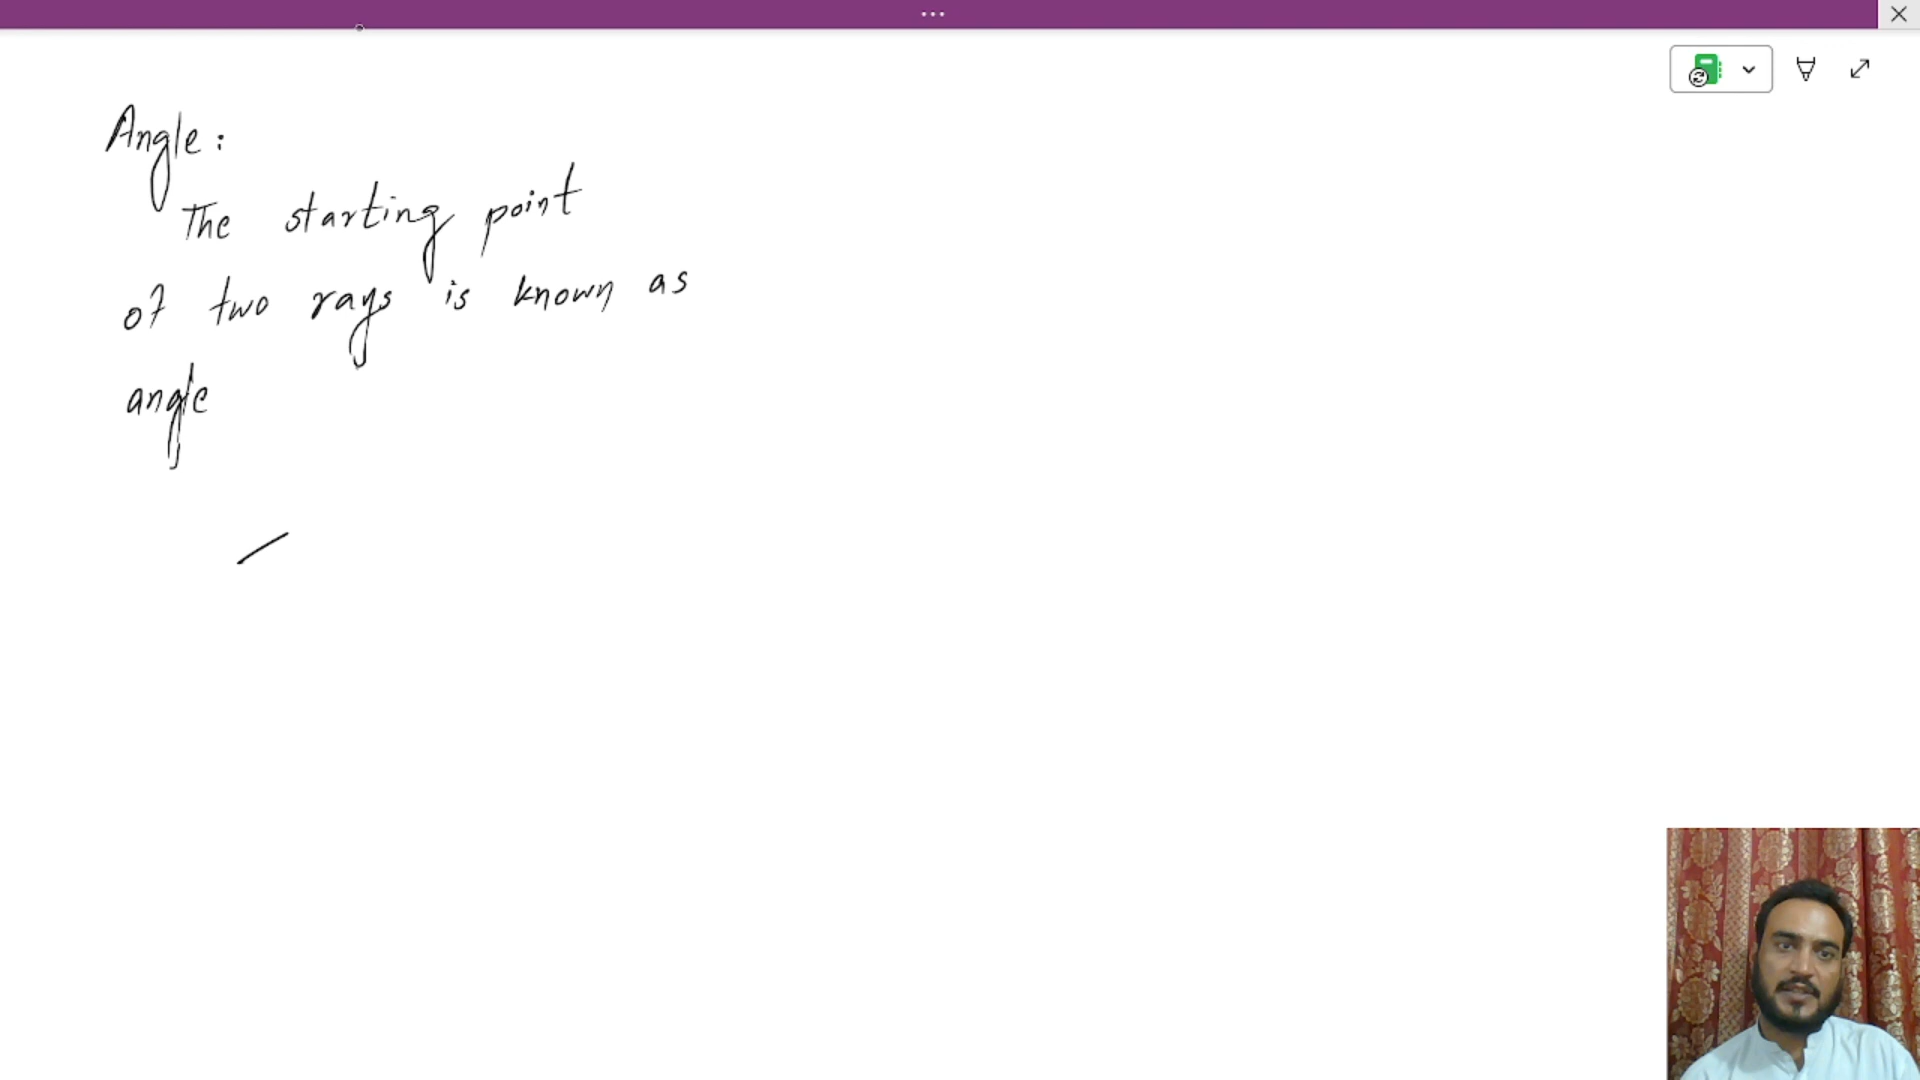 Angle:
The starting point
of two rays is known as
angle